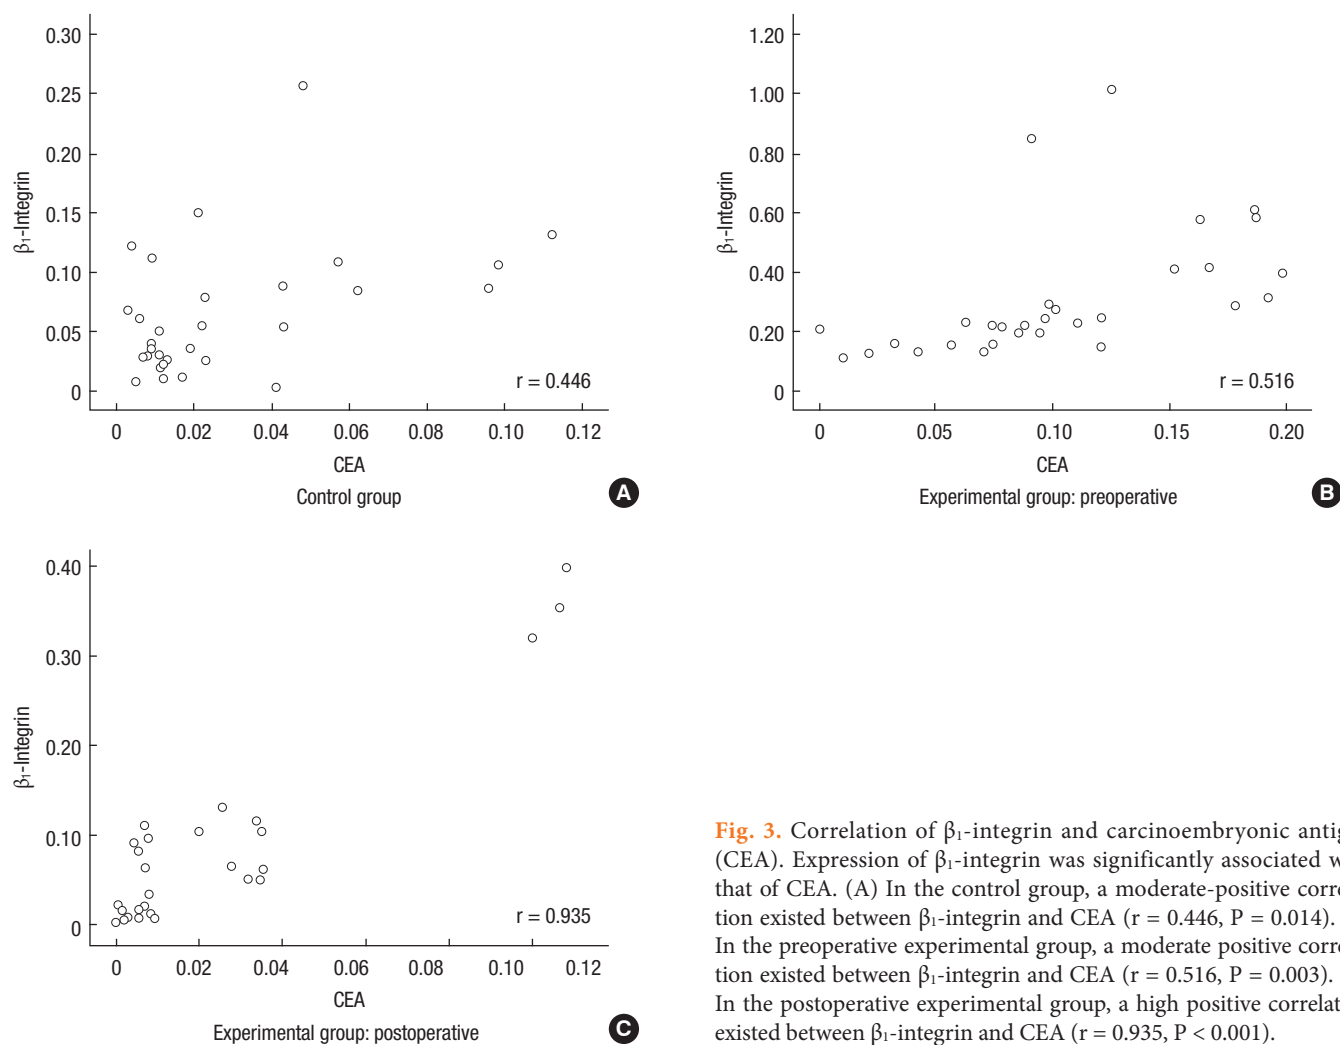 0.30
0.25
0.20
0.15
0.10
0.05
0
β1-Integrin
r = 0.446
0 0.02 0.04 0.06 0.08 0.10 0.12
CEA
Control group
A
1.20
1.00
0.80
0.60
0.40
0.20
0
β1-Integrin
r = 0.516
0 0.05 0.10 0.15 0.20
CEA
Experimental group: preoperative
B
0.40
0.30
0.20
0.10
0
β1-Integrin
r = 0.935
0 0.02 0.04 0.06 0.08 0.10 0.12
CEA
Experimental group: postoperative
C
Fig. 3. Correlation of β1-integrin and carcinoembryonic antig
(CEA). Expression of β1-integrin was significantly associated w
that of CEA. (A) In the control group, a moderate-positive corre
tion existed between β1-integrin and CEA (r = 0.446, P = 0.014).
In the preoperative experimental group, a moderate positive corre
tion existed between β1-integrin and CEA (r = 0.516, P = 0.003).
In the postoperative experimental group, a high positive correlat
existed between β1-integrin and CEA (r = 0.935, P < 0.001).